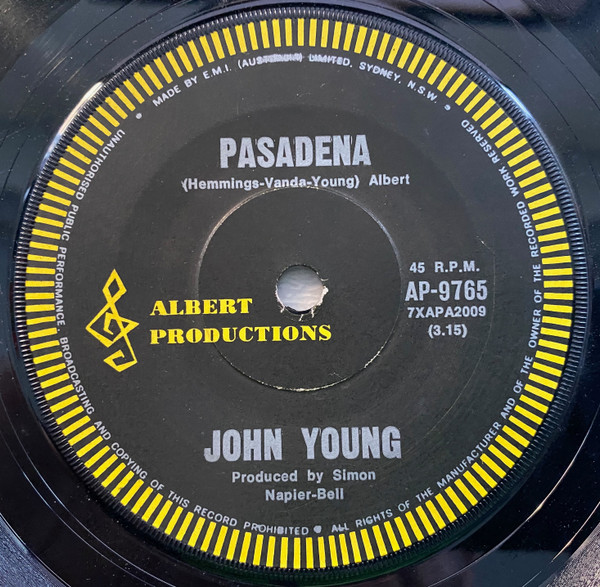 • MADE BY E.M.I. (AUSTRALIA) LIMITED, SYDNEY, N.S.W. •
PASADENA
(Hemmings-Vanda-Young) Albert
45 R.P.M.
AP-9765
7XAPA2009
(3.15)
ALBERT
PRODUCTIONS
JOHN YOUNG
Produced by Simon
Napier-Bell
UNAUTHORISED PUBLIC PERFORMANCE, BROADCASTING AND COPYING OF THIS RECORD PROHIBITED • ALL RIGHTS OF THE MANUFACTURER AND OF THE OWNER OF THE RECORDED WORK RESERVED